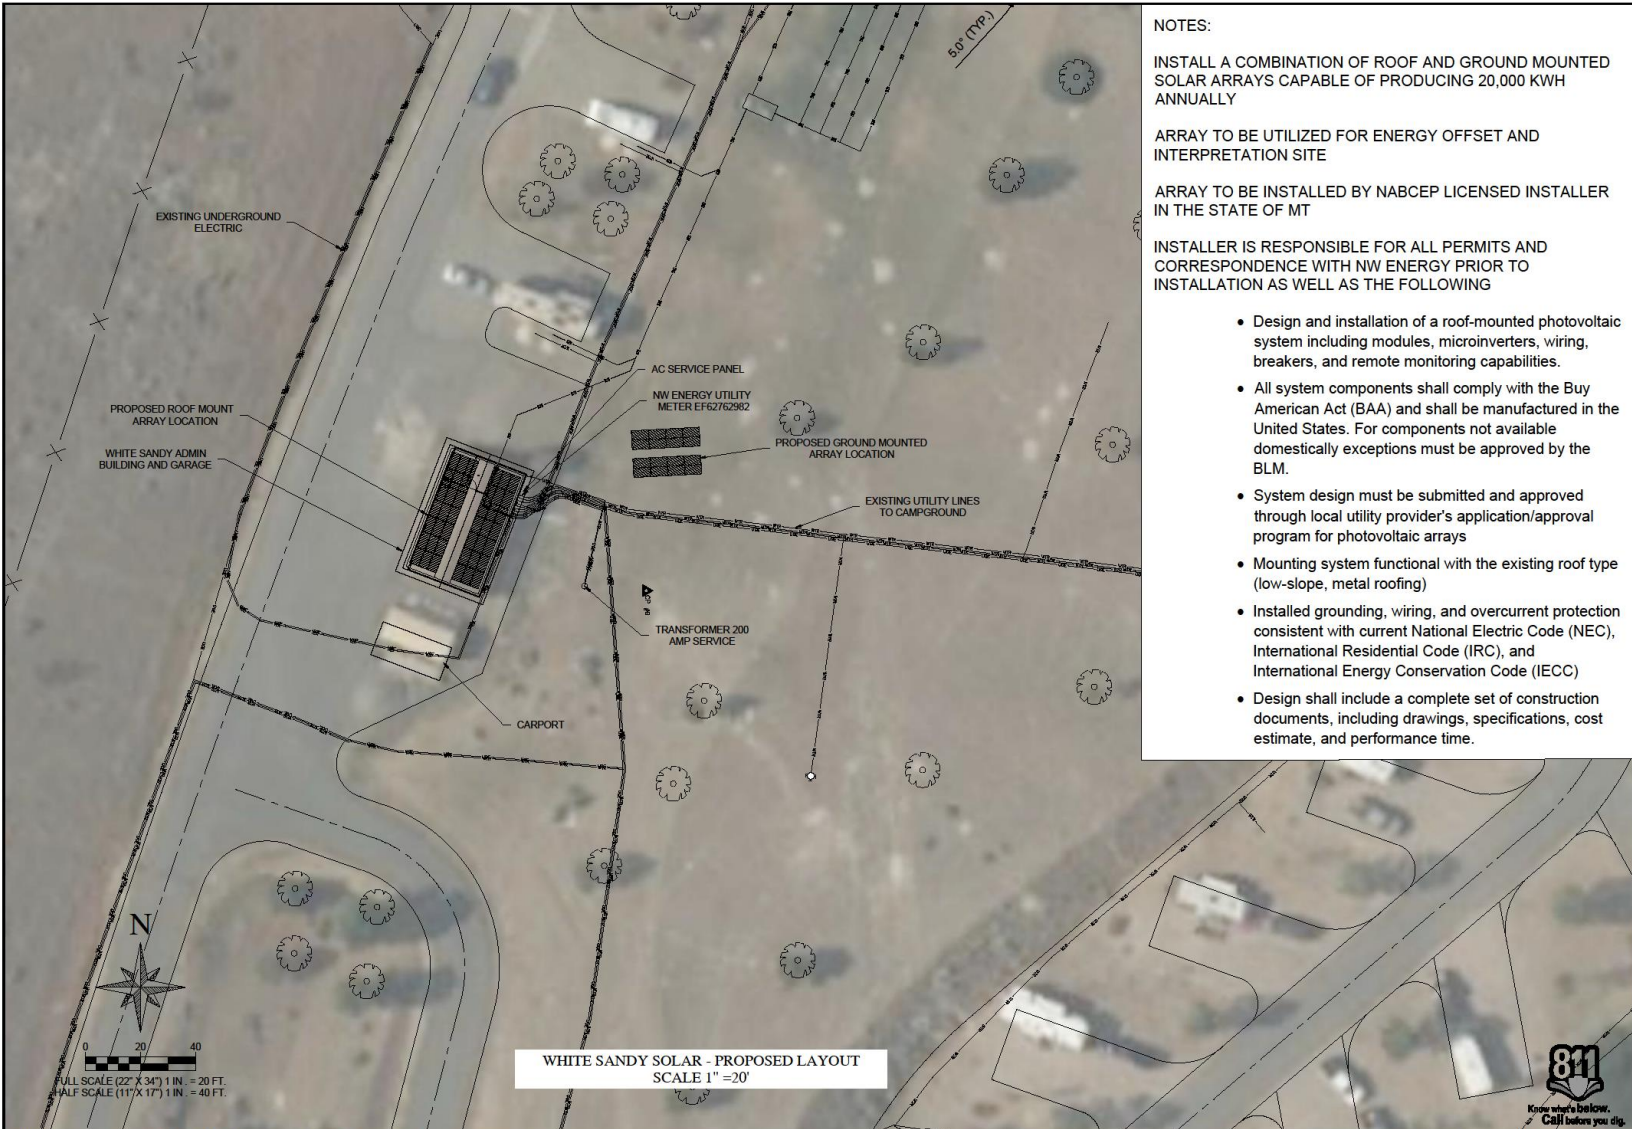 5.0" (TYP.)
NOTES:
INSTALL A COMBINATION OF ROOF AND GROUND MOUNTED
SOLAR ARRAYS CAPABLE OF PRODUCING 20,000 KWH
ANNUALLY
ARRAY TO BE UTILIZED FOR ENERGY OFFSET AND
INTERPRETATION SITE
ARRAY TO BE INSTALLED BY NABCEP LICENSED INSTALLER
IN THE STATE OF MT
INSTALLER IS RESPONSIBLE FOR ALL PERMITS AND
CORRESPONDENCE WITH NW ENERGY PRIOR TO
INSTALLATION AS WELL AS THE FOLLOWING
• Design and installation of a roof-mounted photovoltaic
system including modules, microinverters, wiring,
breakers, and remote monitoring capabilities.
• All system components shall comply with the Buy
American Act (BAA) and shall be manufactured in the
United States. For components not available
domestically exceptions must be approved by the
BLM.
• System design must be submitted and approved
through local utility provider's application/approval
program for photovoltaic arrays
• Mounting system functional with the existing roof type
(low-slope, metal roofing)
• Installed grounding, wiring, and overcurrent protection
consistent with current National Electric Code (NEC),
International Residential Code (IRC), and
International Energy Conservation Code (IECC)
• Design shall include a complete set of construction
documents, including drawings, specifications, cost
estimate, and performance time.
EXISTING UNDERGROUND
ELECTRIC
AC SERVICE PANEL
NW ENERGY UTILITY
METER EF62762982
PROPOSED ROOF MOUNT
ARRAY LOCATION
PROPOSED GROUND MOUNTED
ARRAY LOCATION
WHITE SANDY ADMIN
BUILDING AND GARAGE
EXISTING UTILITY LINES
TO CAMPGROUND
TRANSFORMER 200
AMP SERVICE
CARPORT
N
0 20 40
FULL SCALE (22" X 34") 1 IN. = 20 FT.
HALF SCALE (11" X 17") 1 IN. = 40 FT.
WHITE SANDY SOLAR - PROPOSED LAYOUT
SCALE 1" =20'
811
Know what's below.
Call before you dig.